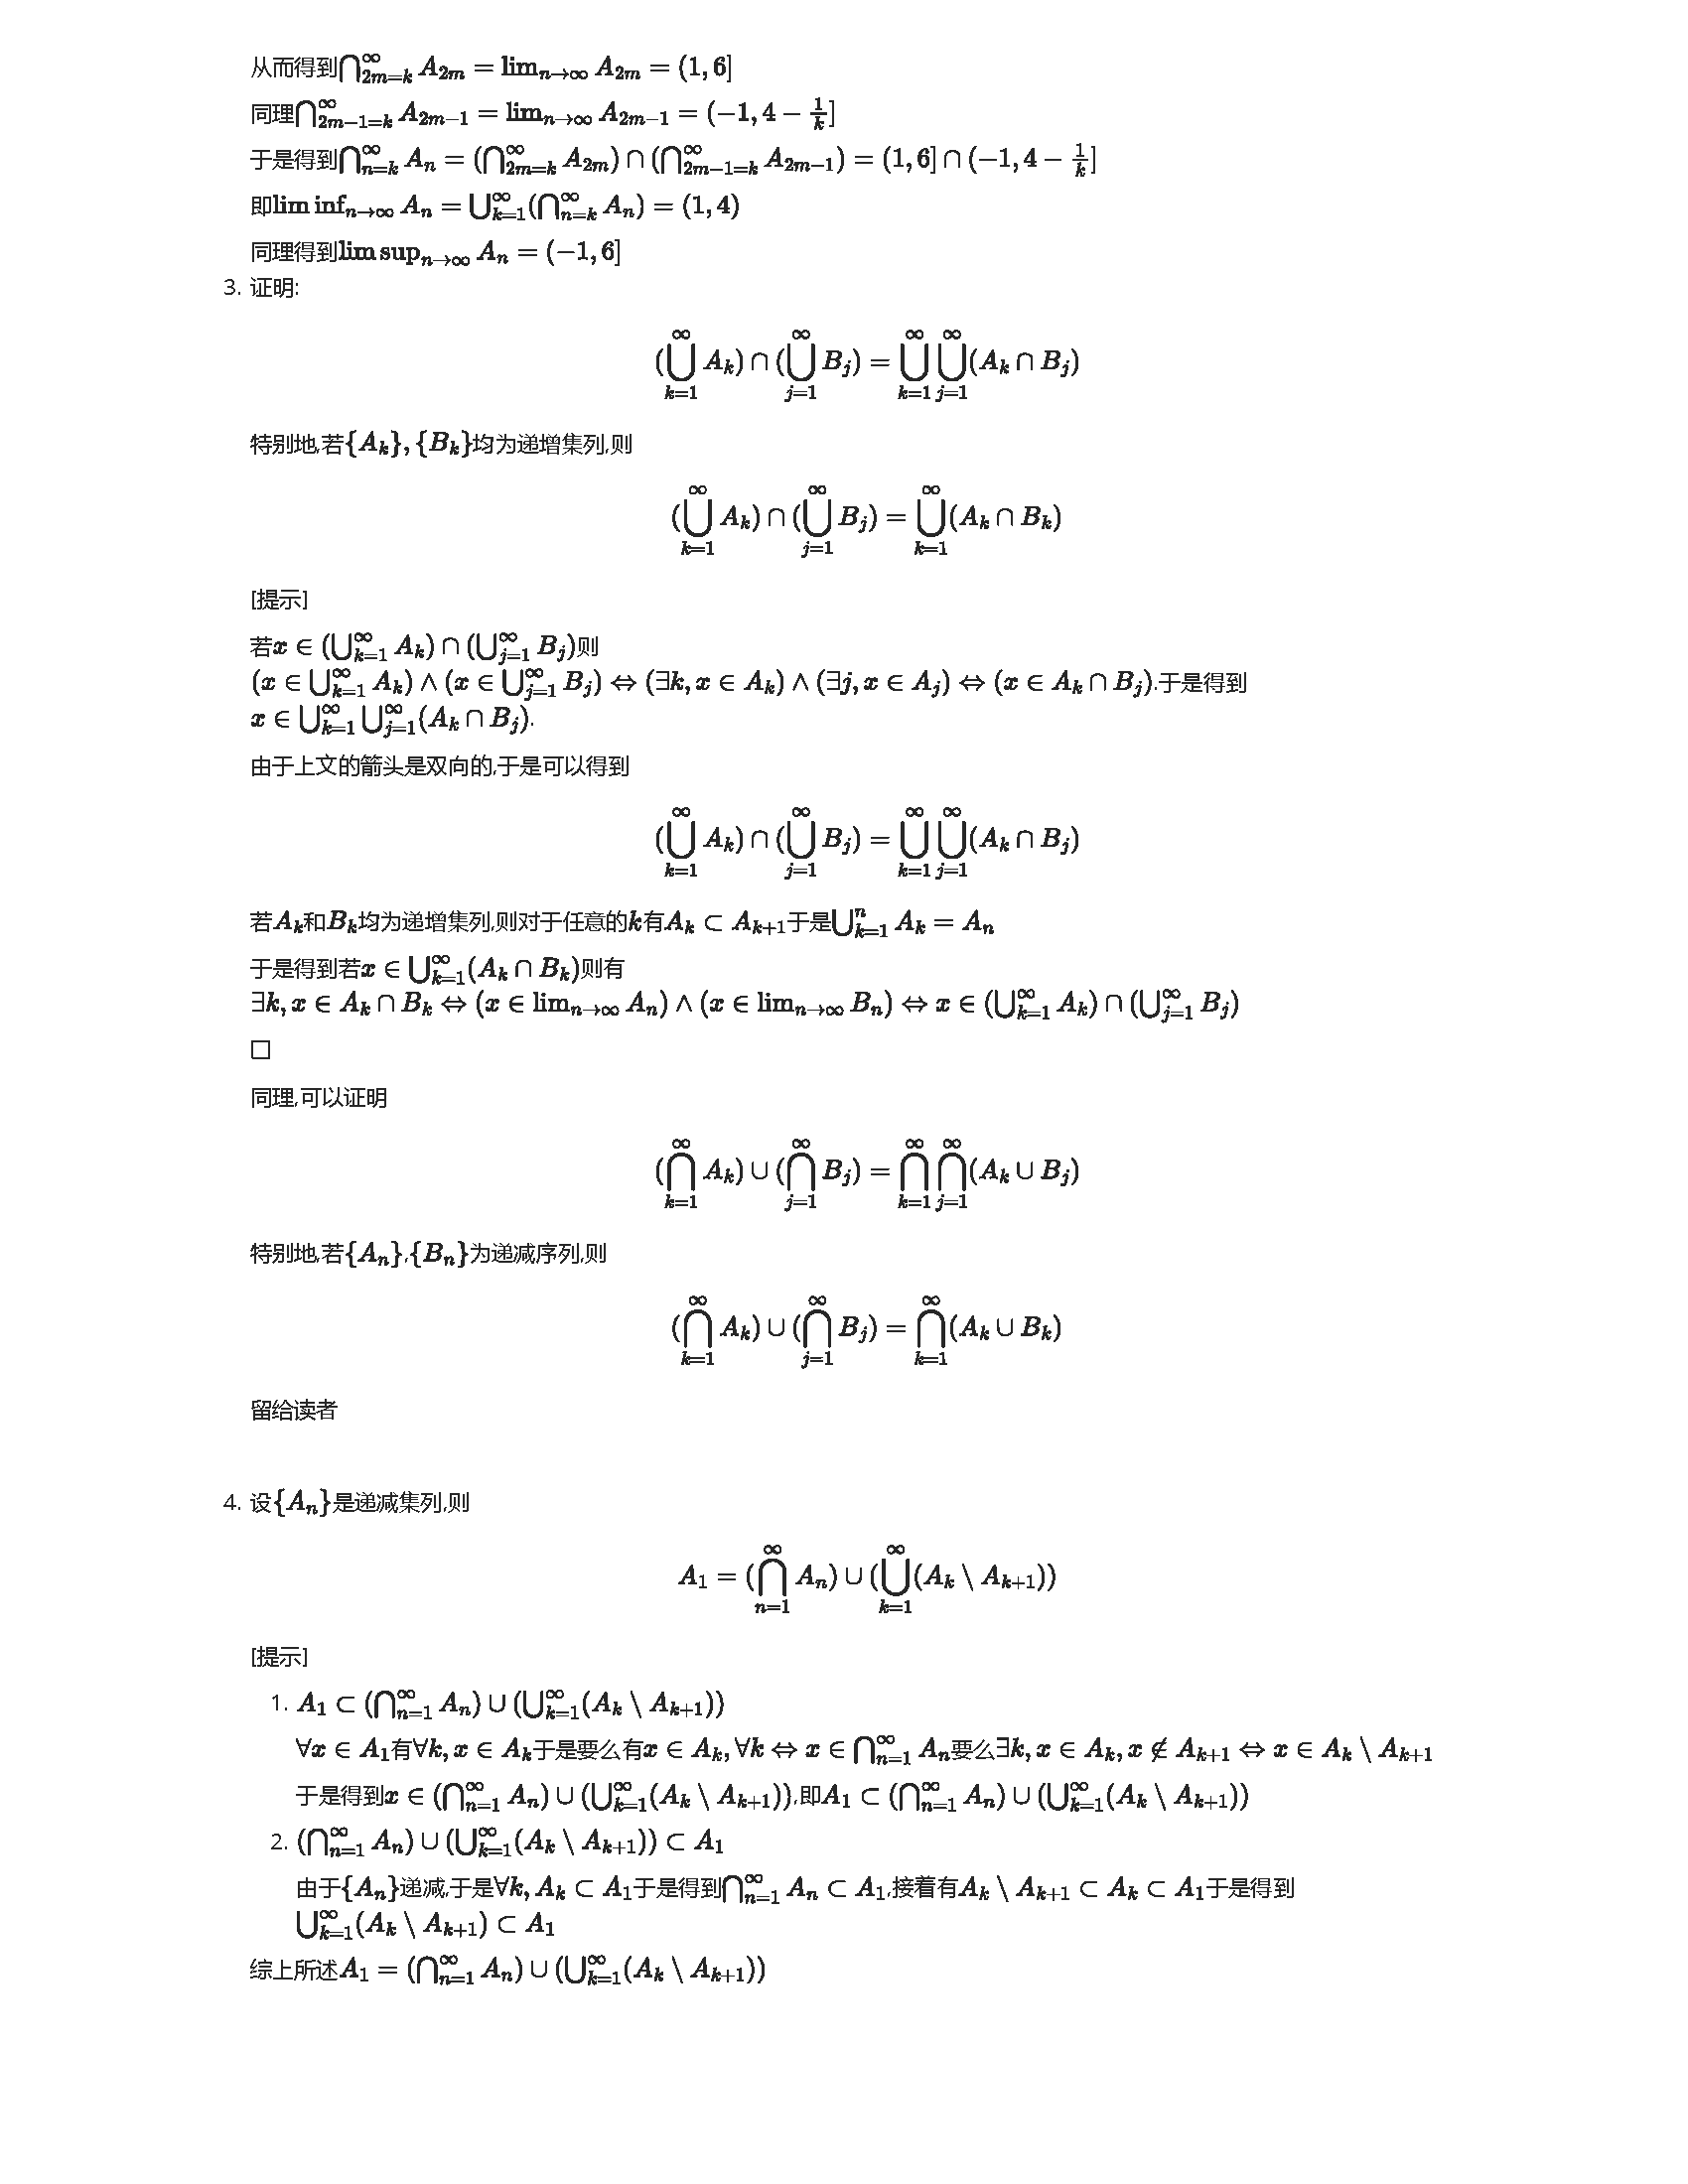 从而得到$\bigcap_{2m=k}^{\infty} A_{2m} = \lim_{n\to\infty} A_{2m} = (1, 6]$
同理$\bigcap_{2m-1=k}^{\infty} A_{2m-1} = \lim_{n\to\infty} A_{2m-1} = (-1, 4 - \frac{1}{k}]$
于是得到$\bigcap_{n=k}^{\infty} A_n = (\bigcap_{2m=k}^{\infty} A_{2m}) \cap (\bigcap_{2m-1=k}^{\infty} A_{2m-1}) = (1, 6] \cap (-1, 4 - \frac{1}{k}]$
即$\liminf_{n\to\infty} A_n = \bigcup_{k=1}^{\infty} (\bigcap_{n=k}^{\infty} A_n) = (1, 4)$
同理得到$\limsup_{n\to\infty} A_n = (-1, 6]$
3. 证明:
$(\bigcup_{k=1}^{\infty} A_k) \cap (\bigcup_{j=1}^{\infty} B_j) = \bigcup_{k=1}^{\infty} \bigcup_{j=1}^{\infty} (A_k \cap B_j)$
特别地,若$\{A_k\}, \{B_k\}$均为递增集列,则
$(\bigcup_{k=1}^{\infty} A_k) \cap (\bigcup_{j=1}^{\infty} B_j) = \bigcup_{k=1}^{\infty} (A_k \cap B_k)$
[提示]
若$x \in (\bigcup_{k=1}^{\infty} A_k) \cap (\bigcup_{j=1}^{\infty} B_j)$则
$(x \in \bigcup_{k=1}^{\infty} A_k) \wedge (x \in \bigcup_{j=1}^{\infty} B_j) \Leftrightarrow (\exists k, x \in A_k) \wedge (\exists j, x \in A_j) \Leftrightarrow (x \in A_k \cap B_j)$.于是得到
$x \in \bigcup_{k=1}^{\infty} \bigcup_{j=1}^{\infty} (A_k \cap B_j)$.
由于上文的箭头是双向的,于是可以得到
$(\bigcup_{k=1}^{\infty} A_k) \cap (\bigcup_{j=1}^{\infty} B_j) = \bigcup_{k=1}^{\infty} \bigcup_{j=1}^{\infty} (A_k \cap B_j)$
若$A_k$和$B_k$均为递增集列,则对于任意的$k$有$A_k \subset A_{k+1}$于是$\bigcup_{k=1}^{n} A_k = A_n$
于是得到若$x \in \bigcup_{k=1}^{\infty} (A_k \cap B_k)$则有
$\exists k, x \in A_k \cap B_k \Leftrightarrow (x \in \lim_{n\to\infty} A_n) \wedge (x \in \lim_{n\to\infty} B_n) \Leftrightarrow x \in (\bigcup_{k=1}^{\infty} A_k) \cap (\bigcup_{j=1}^{\infty} B_j)$
□
同理,可以证明
$(\bigcap_{k=1}^{\infty} A_k) \cup (\bigcap_{j=1}^{\infty} B_j) = \bigcap_{k=1}^{\infty} \bigcap_{j=1}^{\infty} (A_k \cup B_j)$
特别地,若$\{A_n\}$,$\{B_n\}$为递减序列,则
$(\bigcap_{k=1}^{\infty} A_k) \cup (\bigcap_{j=1}^{\infty} B_j) = \bigcap_{k=1}^{\infty} (A_k \cup B_k)$
留给读者
4. 设$\{A_n\}$是递减集列,则
$A_1 = (\bigcap_{n=1}^{\infty} A_n) \cup (\bigcup_{k=1}^{\infty} (A_k \setminus A_{k+1}))$
[提示]
1. $A_1 \subset (\bigcap_{n=1}^{\infty} A_n) \cup (\bigcup_{k=1}^{\infty} (A_k \setminus A_{k+1}))$
$\forall x \in A_1$有$\forall k, x \in A_k$于是要么有$x \in A_k, \forall k \Leftrightarrow x \in \bigcap_{n=1}^{\infty} A_n$要么$\exists k, x \in A_k, x \notin A_{k+1} \Leftrightarrow x \in A_k \setminus A_{k+1}$
于是得到$x \in (\bigcap_{n=1}^{\infty} A_n) \cup (\bigcup_{k=1}^{\infty} (A_k \setminus A_{k+1}))$,即$A_1 \subset (\bigcap_{n=1}^{\infty} A_n) \cup (\bigcup_{k=1}^{\infty} (A_k \setminus A_{k+1}))$
2. $(\bigcap_{n=1}^{\infty} A_n) \cup (\bigcup_{k=1}^{\infty} (A_k \setminus A_{k+1})) \subset A_1$
由于$\{A_n\}$递减,于是$\forall k, A_k \subset A_1$于是得到$\bigcap_{n=1}^{\infty} A_n \subset A_1$,接着有$A_k \setminus A_{k+1} \subset A_k \subset A_1$于是得到
$\bigcup_{k=1}^{\infty} (A_k \setminus A_{k+1}) \subset A_1$
综上所述$A_1 = (\bigcap_{n=1}^{\infty} A_n) \cup (\bigcup_{k=1}^{\infty} (A_k \setminus A_{k+1}))$